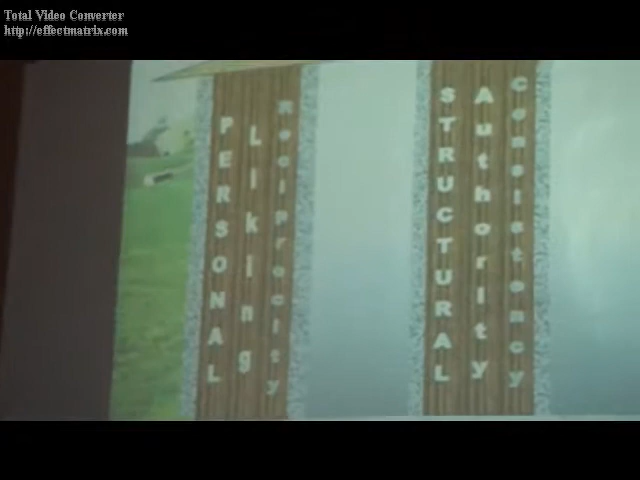 Total Video Converter
http://effectmatrix.com
PERSONAL
Liking
Reciprocity
STRUCTURAL
Authority
Consistency